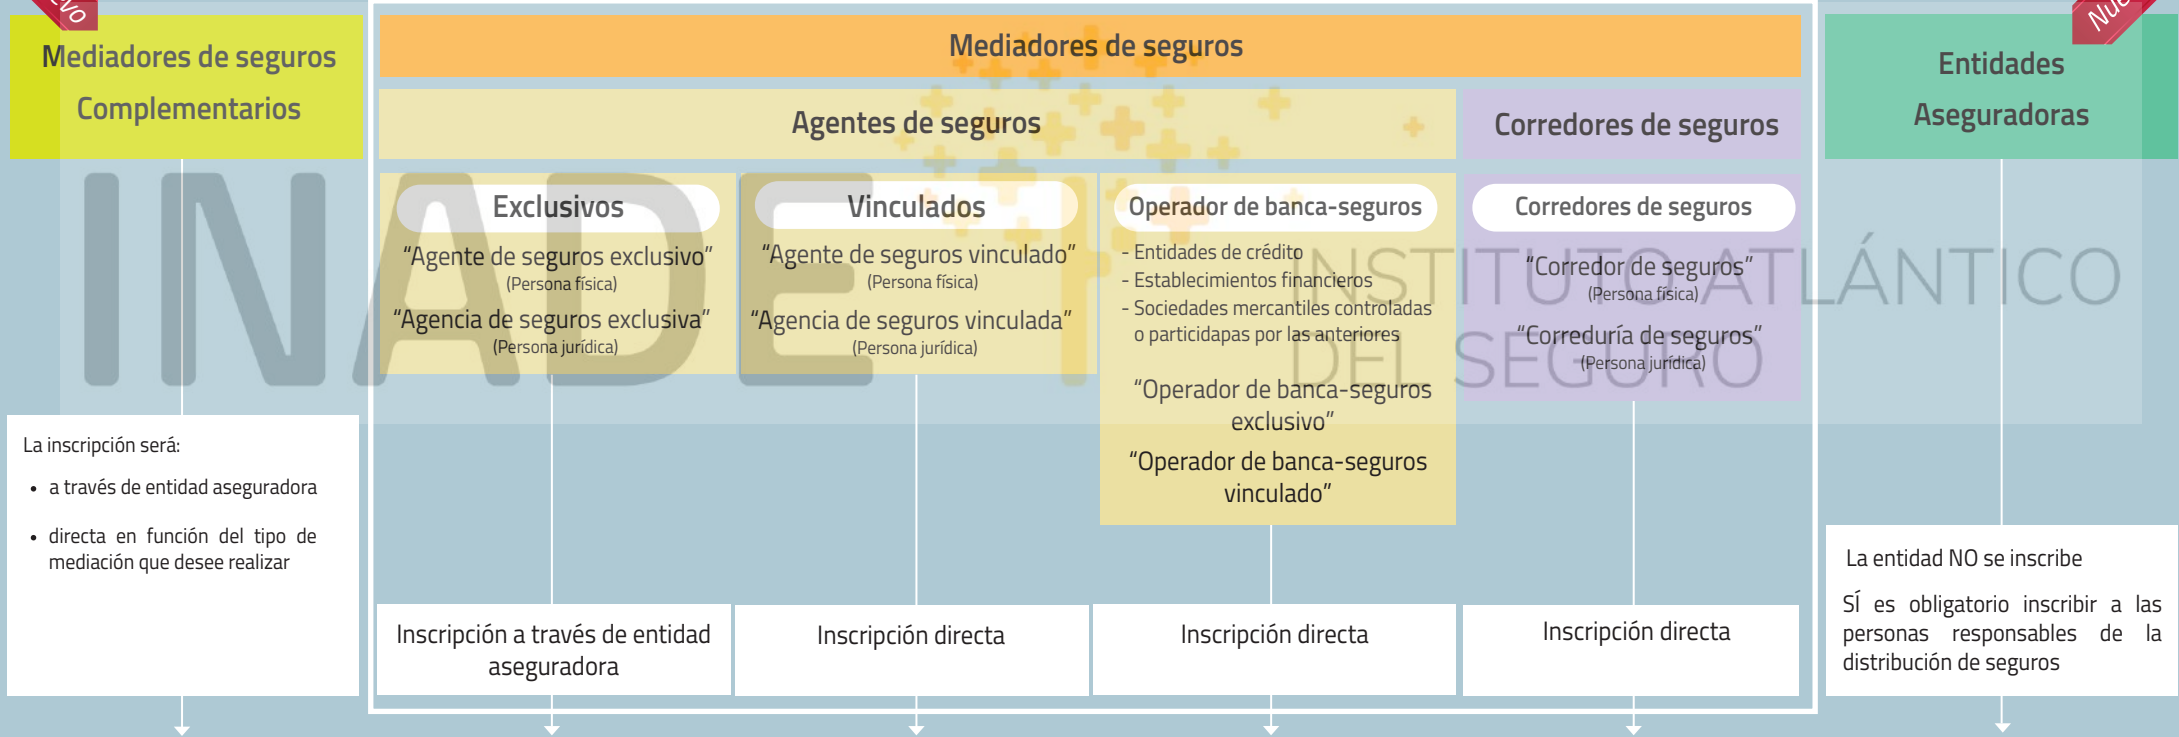 Mediadores de seguros
Complementarios
La inscripción será:
• a través de entidad aseguradora
• directa en función del tipo de
mediación que desee realizar
Mediadores de seguros
Agentes de seguros
Exclusivos
“Agente de seguros exclusivo”
(Persona física)
“Agencia de seguros exclusiva”
(Persona jurídica)
Inscripción a través de entidad
aseguradora
Vinculados
“Agente de seguros vinculado”
(Persona física)
“Agencia de seguros vinculada”
(Persona jurídica)
Inscripción directa
Operador de banca-seguros
- Entidades de crédito
- Establecimientos financieros
- Sociedades mercantiles controladas
o particidapas por las anteriores
“Operador de banca-seguros
exclusivo”
“Operador de banca-seguros
vinculado”
Inscripción directa
Corredores de seguros
Corredores de seguros
“Corredor de seguros”
(Persona física)
“Correduría de seguros”
(Persona jurídica)
Inscripción directa
Entidades
Aseguradoras
La entidad NO se inscribe
SÍ es obligatorio inscribir a las
personas responsables de la
distribución de seguros
INADE
INSTITUTO ATLÁNTICO
DEL SEGURO